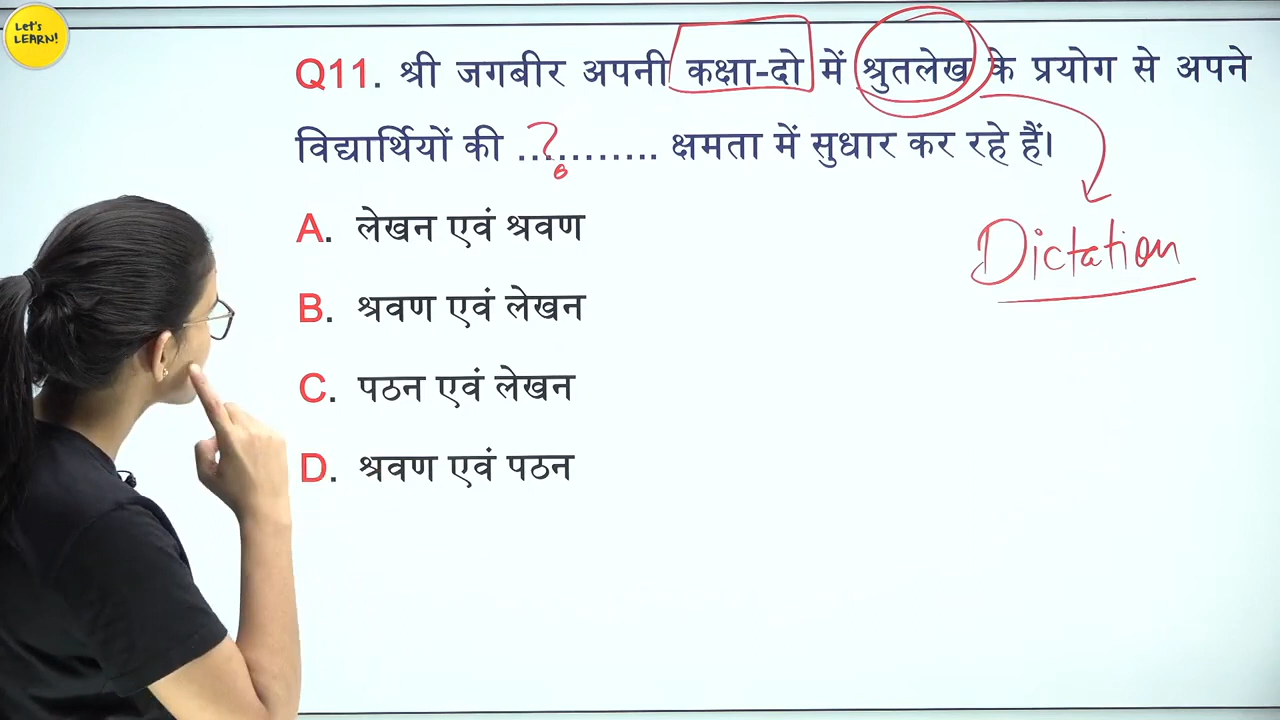 Let's
LEARN!
Q11. श्री जगबीर अपनी कक्षा-दो में श्रुतलेख के प्रयोग से अपने
विद्यार्थियों की ............ क्षमता में सुधार कर रहे हैं।
?
Dictation
A. लेखन एवं श्रवण
B. श्रवण एवं लेखन
C. पठन एवं लेखन
D. श्रवण एवं पठन